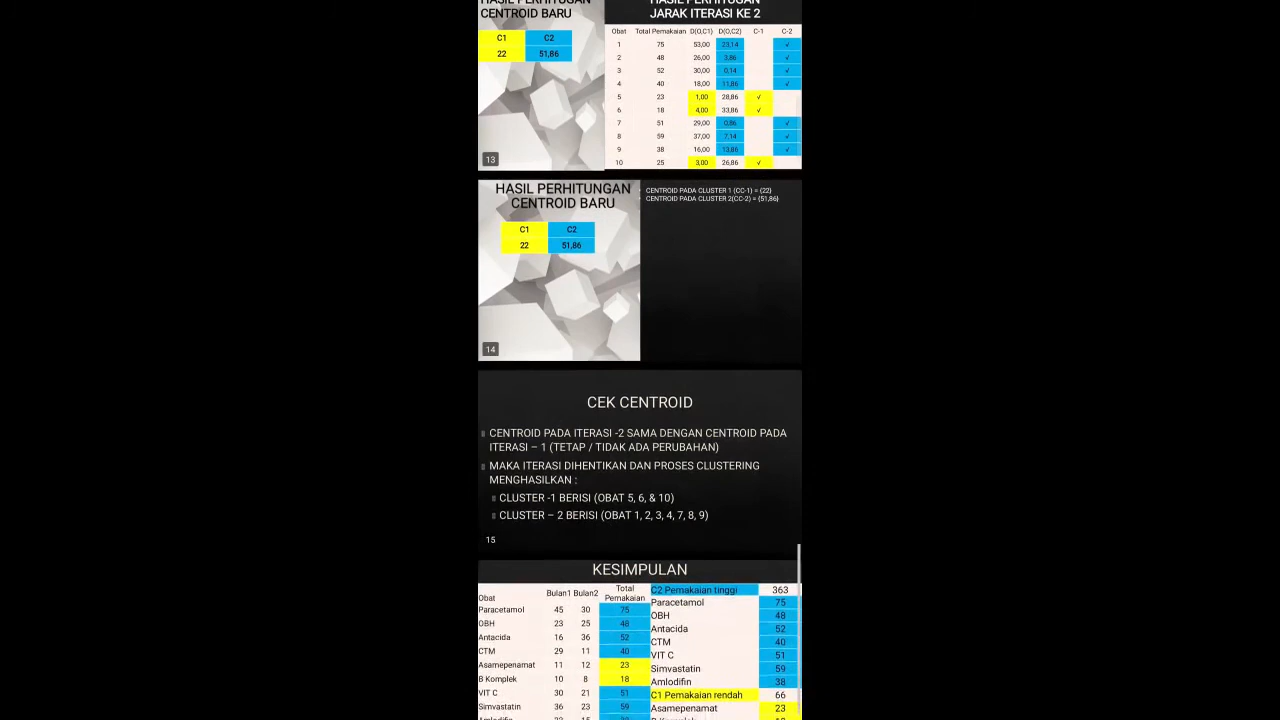 HASIL PERHITUNGAN
CENTROID BARU
C1 C2
22 51,86
13
HASIL PERHITUNGAN
JARAK ITERASI KE 2
Obat Total Pemakaian D(O,C1) D(O,C2) C-1 C-2
1 75 53,00 23,14 √
2 48 26,00 3,86 √
3 52 30,00 0,14 √
4 40 18,00 11,86 √
5 23 1,00 28,86 √
6 18 4,00 33,86 √
7 51 29,00 0,86 √
8 59 37,00 7,14 √
9 38 16,00 13,86 √
10 25 3,00 26,86 √
HASIL PERHITUNGAN
CENTROID BARU
C1 C2
22 51,86
14
CENTROID PADA CLUSTER 1 (CC-1) = {22}
CENTROID PADA CLUSTER 2(CC-2) = {51,86}
CEK CENTROID
CENTROID PADA ITERASI -2 SAMA DENGAN CENTROID PADA
ITERASI – 1 (TETAP / TIDAK ADA PERUBAHAN)
MAKA ITERASI DIHENTIKAN DAN PROSES CLUSTERING
MENGHASILKAN :
CLUSTER -1 BERISI (OBAT 5, 6, & 10)
CLUSTER – 2 BERISI (OBAT 1, 2, 3, 4, 7, 8, 9)
15
KESIMPULAN
Obat Bulan1 Bulan2 Total Pemakaian
Paracetamol 45 30 75
OBH 23 25 48
Antacida 16 36 52
CTM 29 11 40
Asamepenamat 11 12 23
B Komplek 10 8 18
VIT C 30 21 51
Simvastatin 36 23 59
C2 Pemakaian tinggi 363
Paracetamol 75
OBH 48
Antacida 52
CTM 40
VIT C 51
Simvastatin 59
Amlodifin 38
C1 Pemakaian rendah 66
Asamepenamat 23